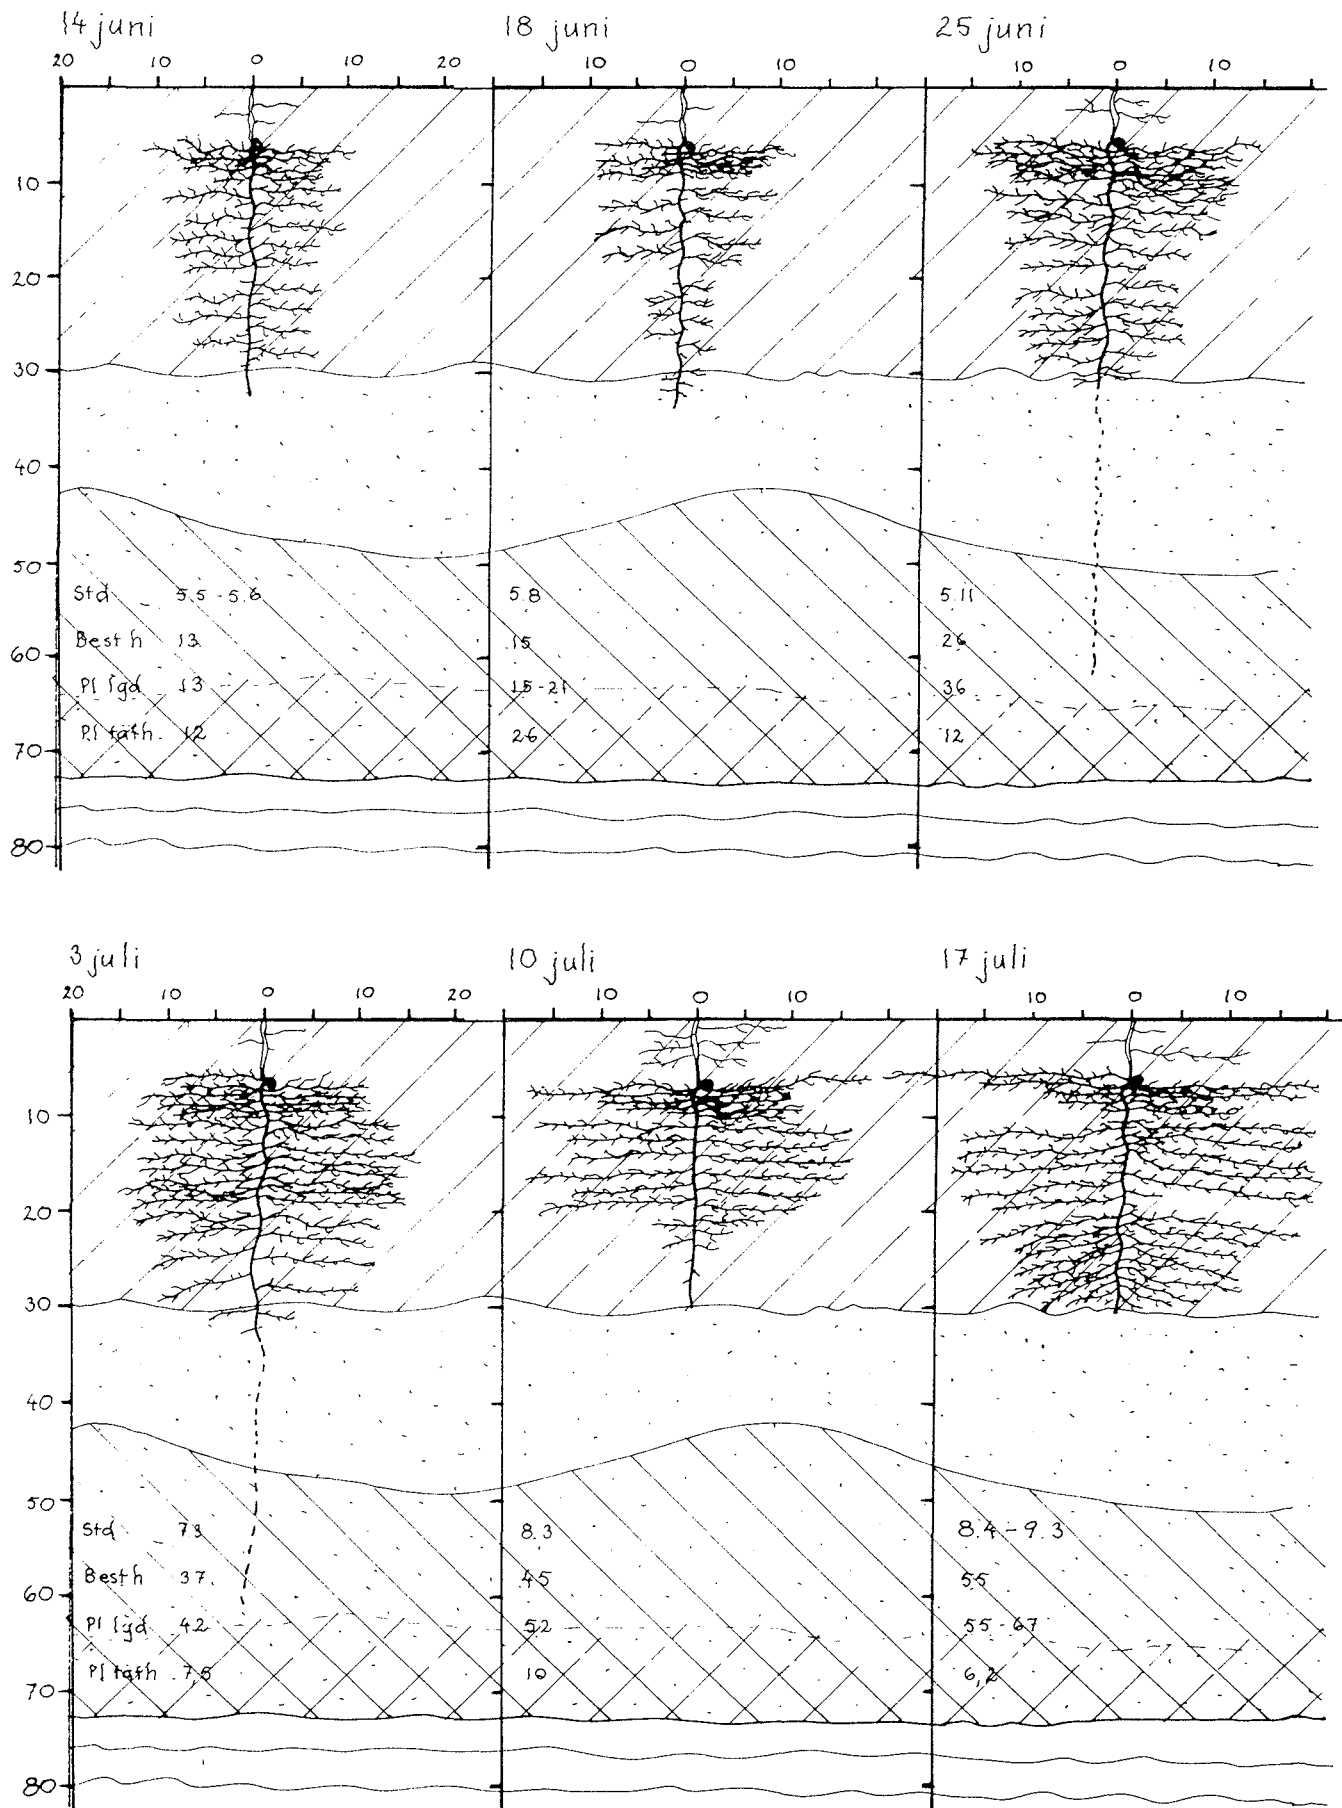 14 juni 18 juni 25 juni
20 10 0 10 20 10 0 10 10 0 10
10
20
30
40
50
Std 5.5 - 5.6 5.8 5.11
Best h 13 15 26
60
Pl lgd 13 15-21 36
Pl täth. 12 26 12
70
80
3 juli 10 juli 17 juli
20 10 0 10 20 10 0 10 10 0 10
10
20
30
40
50
Std 73 8.3 8.4 - 9.3
Best h 37 45 55
60
Pl lgd 42 52 55-67
Pl täth 7,5 10 6,2
70
80